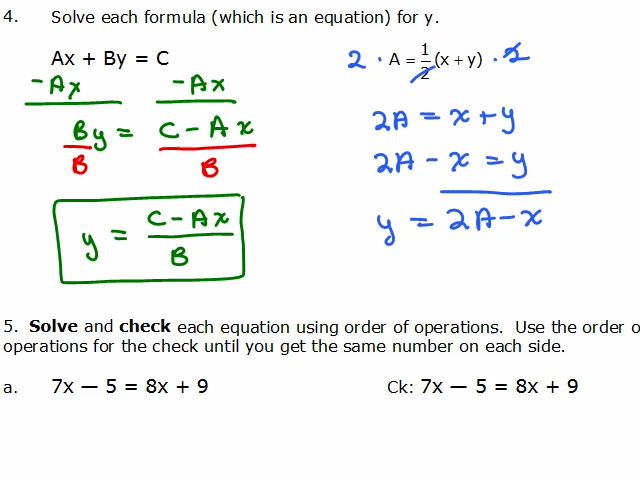 4. Solve each formula (which is an equation) for y.
Ax + By = C
-Ax -Ax
By = C - Ax
B B
y = C - Ax
B
2 · A = 1/2 (x + y) · 2
2A = x + y
2A - x = y
y = 2A - x
5. Solve and check each equation using order of operations. Use the order o
operations for the check until you get the same number on each side.
a. 7x — 5 = 8x + 9 Ck: 7x — 5 = 8x + 9